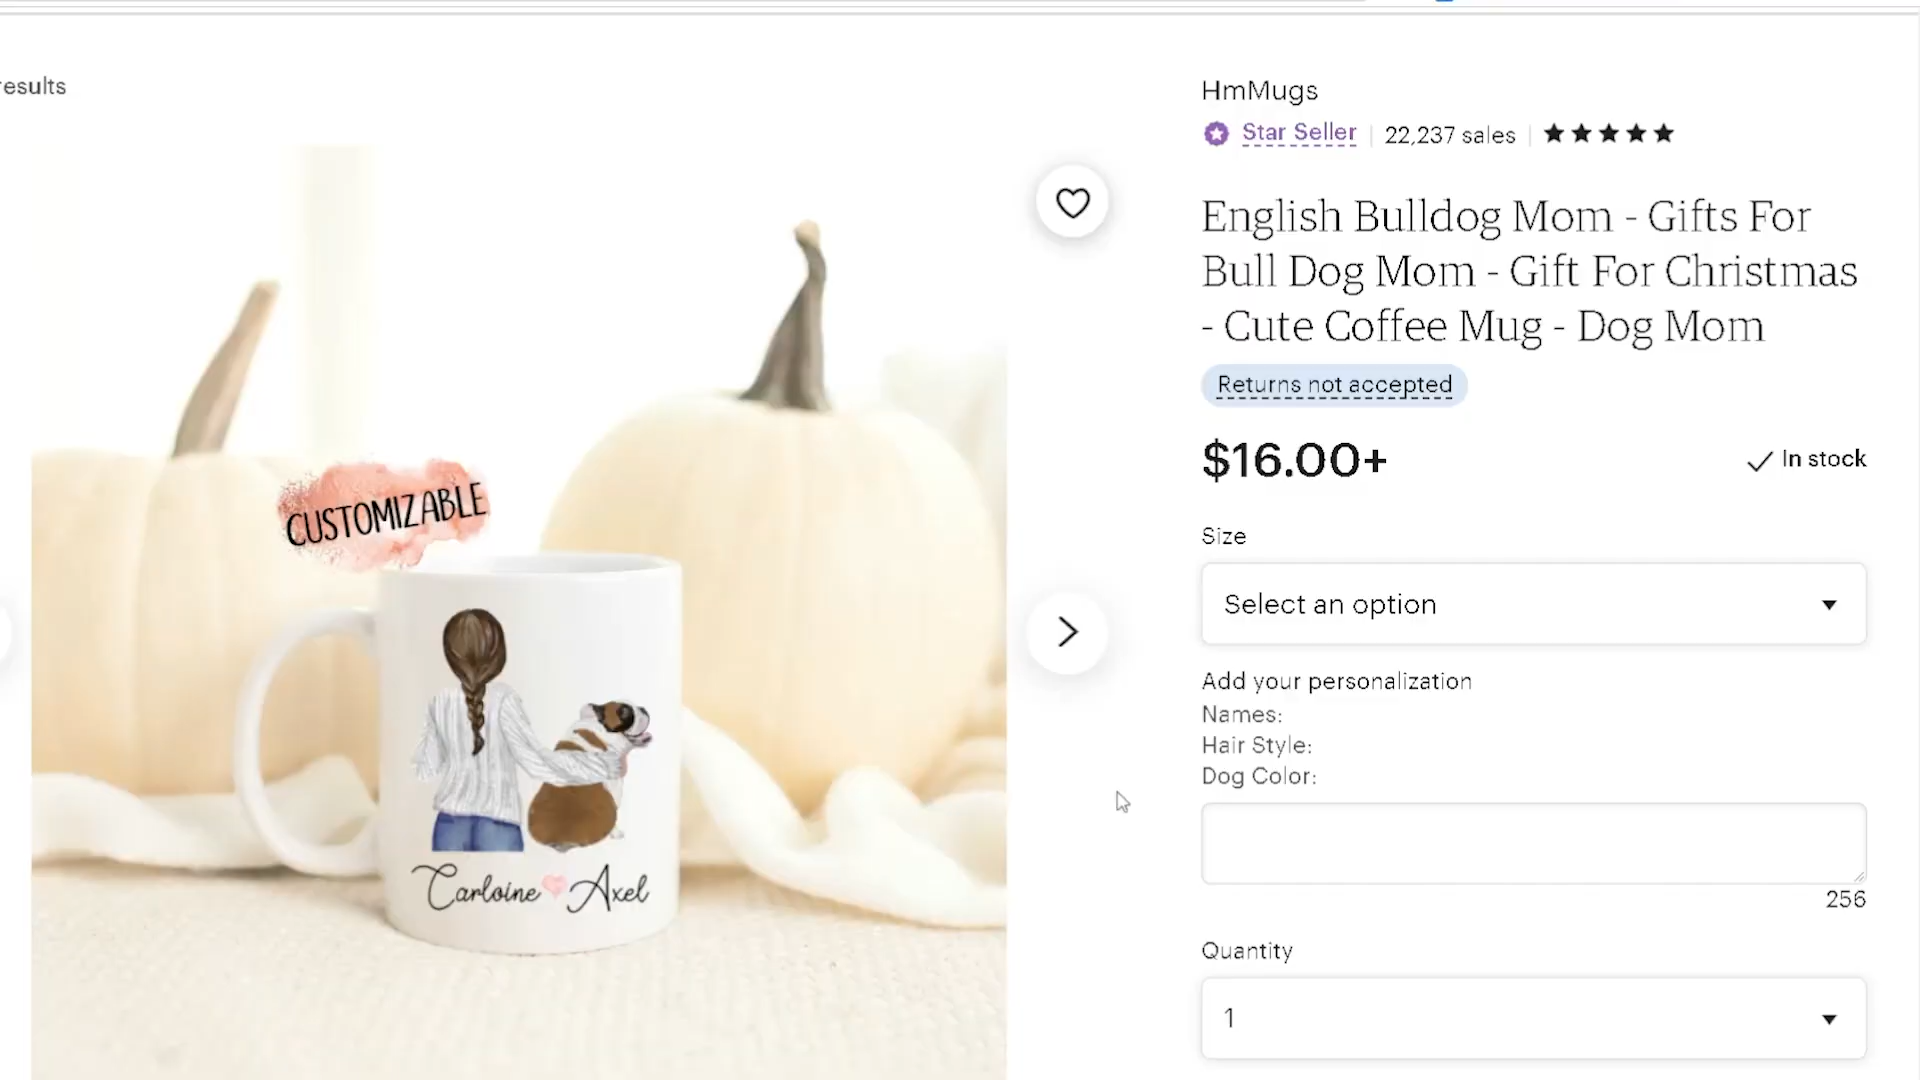 results
HmMugs
Star Seller
22,237 sales
English Bulldog Mom - Gifts For
Bull Dog Mom - Gift For Christmas
- Cute Coffee Mug - Dog Mom
Returns not accepted
$16.00+
In stock
Size
Select an option
Add your personalization
Names:
Hair Style:
Dog Color:
256
Quantity
1
CUSTOMIZABLE
Carloine Axel